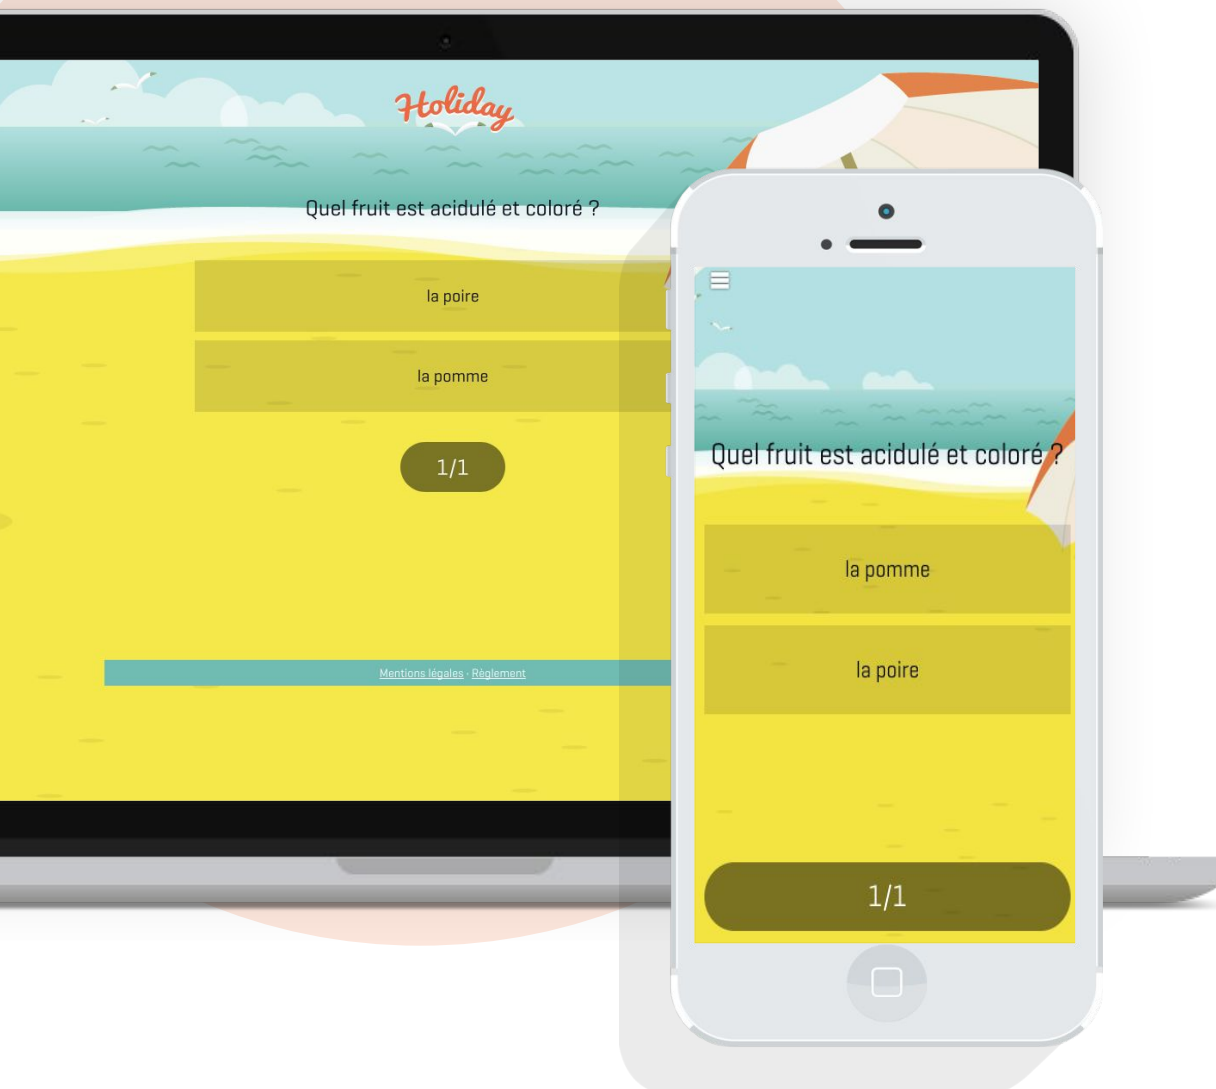 Holiday
Quel fruit est acidulé et coloré ?
la poire
la pomme
1/1
Mentions légales - Règlement
Quel fruit est acidulé et coloré ?
la pomme
la poire
1/1